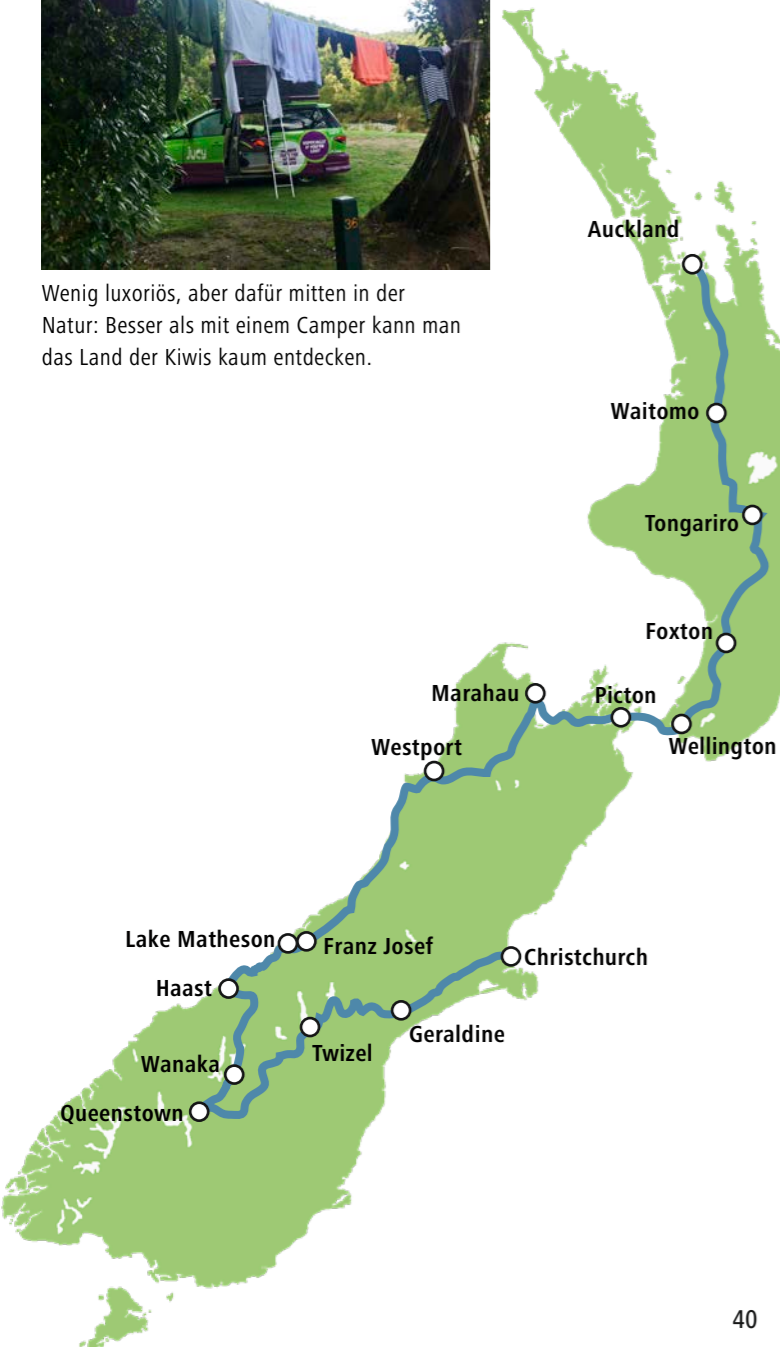 JUCY
36
Wenig luxoriös, aber dafür mitten in der
Natur: Besser als mit einem Camper kann man
das Land der Kiwis kaum entdecken.
Auckland
Waitomo
Tongariro
Foxton
Marahau
Picton
Wellington
Westport
Lake Matheson
Franz Josef
Christchurch
Haast
Geraldine
Twizel
Wanaka
Queenstown
40